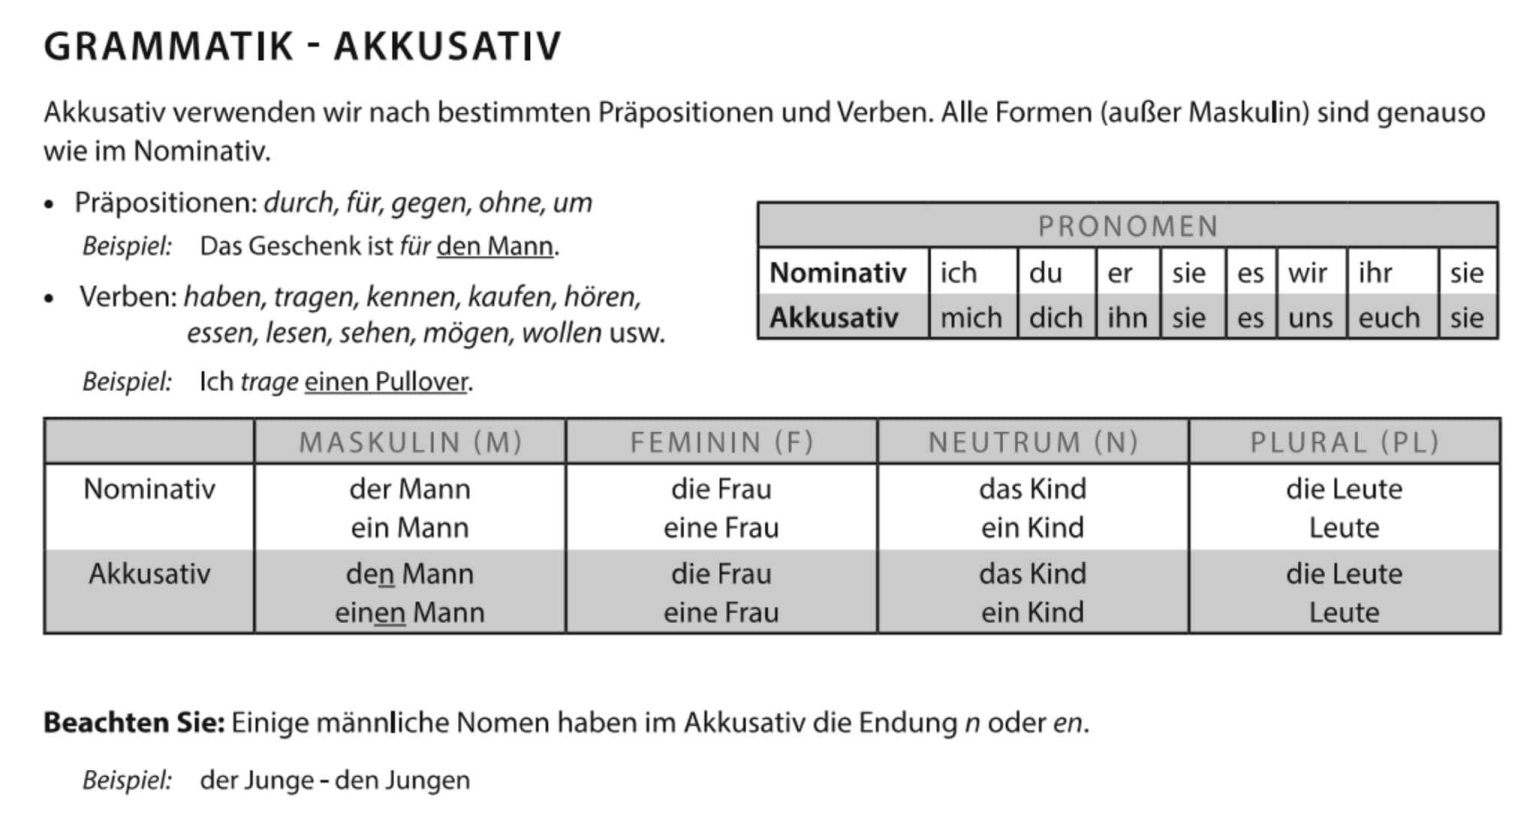 GRAMMATIK - AKKUSATIV
Akkusativ verwenden wir nach bestimmten Präpositionen und Verben. Alle Formen (außer Maskulin) sind genauso
wie im Nominativ.
• Präpositionen: durch, für, gegen, ohne, um
Beispiel: Das Geschenk ist für den Mann.
• Verben: haben, tragen, kennen, kaufen, hören,
essen, lesen, sehen, mögen, wollen usw.
Beispiel: Ich trage einen Pullover.
PRONOMEN
Nominativ ich du er sie es wir ihr sie
Akkusativ mich dich ihn sie es uns euch sie
MASKULIN (M) FEMININ (F) NEUTRUM (N) PLURAL (PL)
Nominativ der Mann die Frau das Kind die Leute
ein Mann eine Frau ein Kind Leute
Akkusativ den Mann die Frau das Kind die Leute
einen Mann eine Frau ein Kind Leute
Beachten Sie: Einige männliche Nomen haben im Akkusativ die Endung n oder en.
Beispiel: der Junge - den Jungen